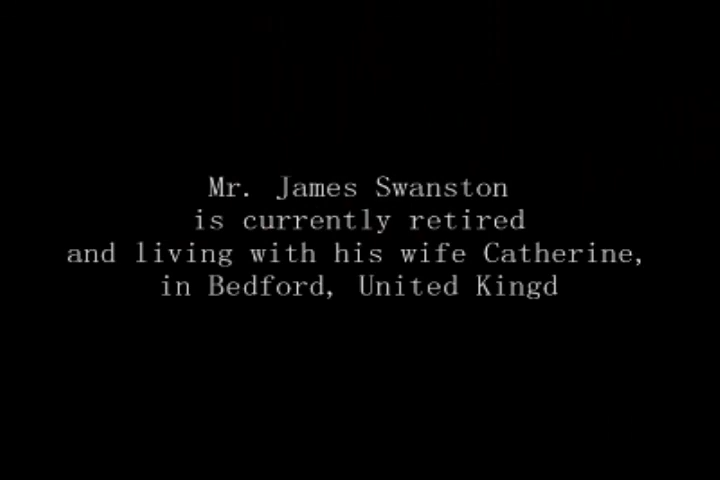 Mr. James Swanston
is currently retired
and living with his wife Catherine,
in Bedford, United Kingd